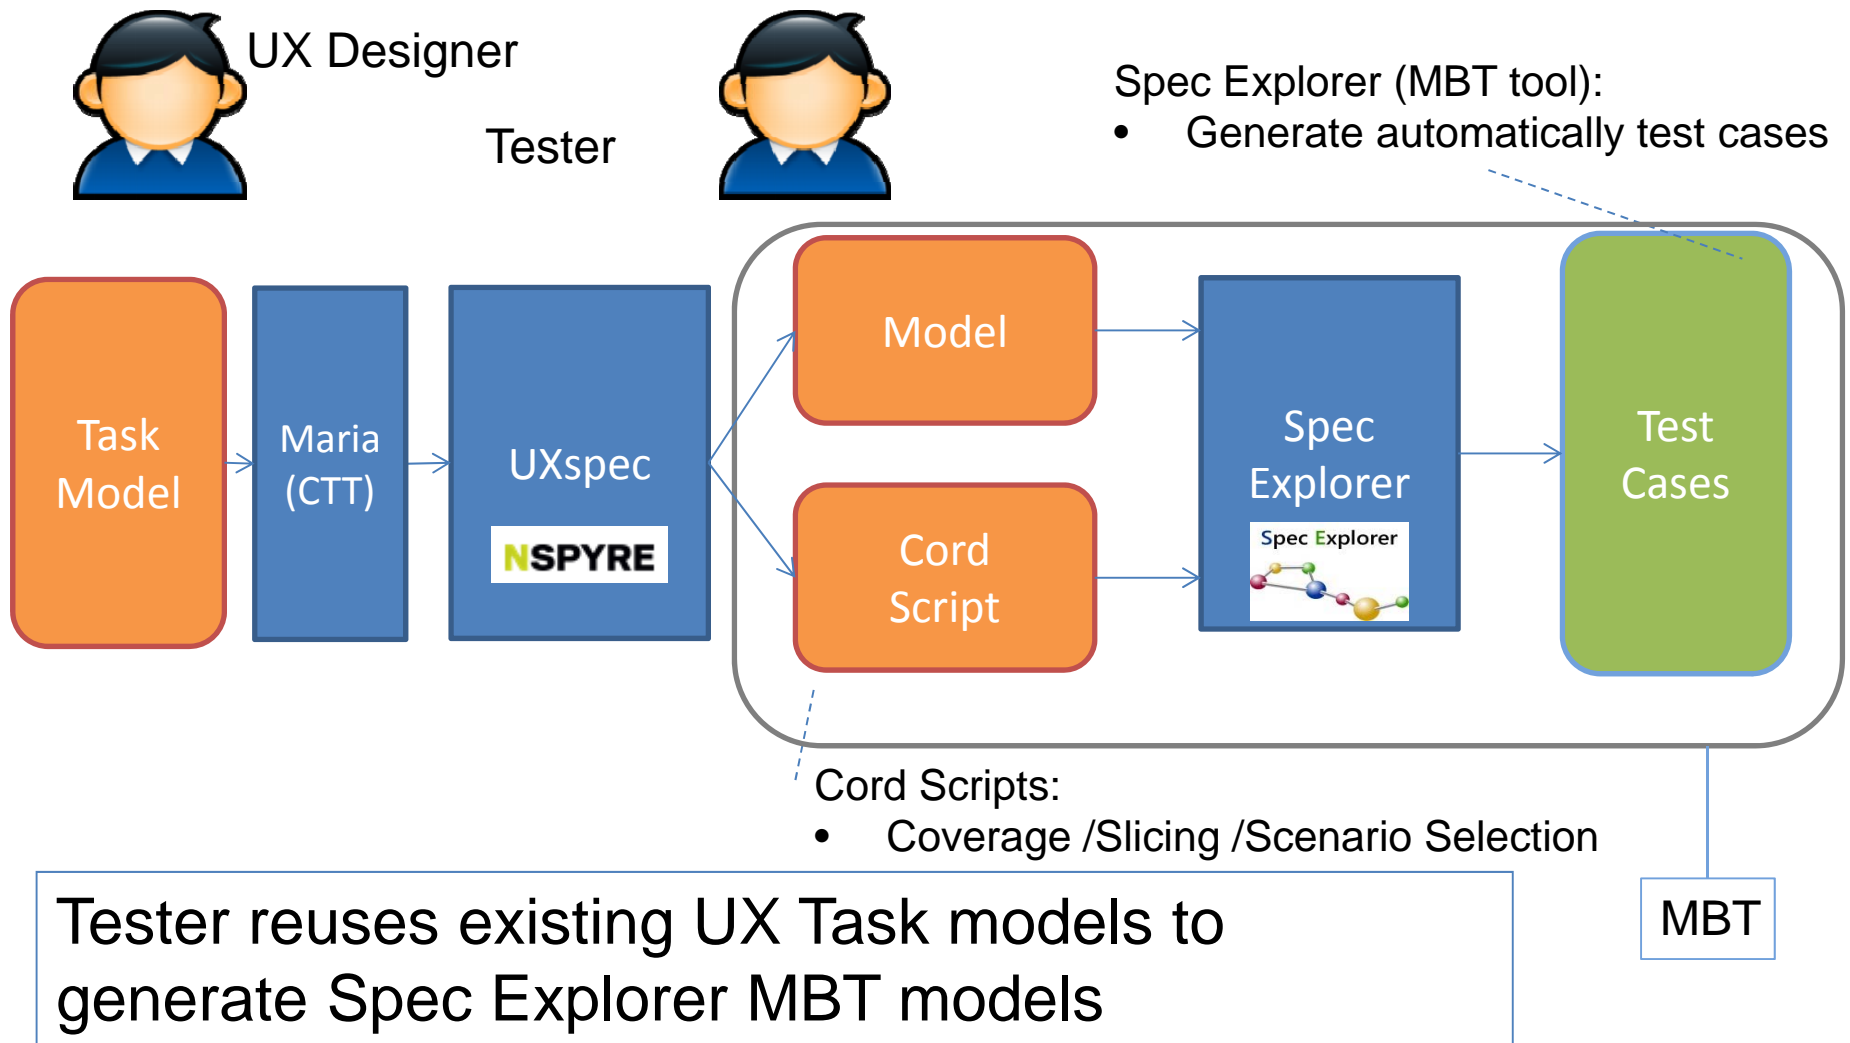 UX Designer
Tester
Spec Explorer (MBT tool):
• Generate automatically test cases
Task
Model
Maria
(CTT)
UXspec
NSPYRE
Model
Cord
Script
Spec
Explorer
Spec Explorer
Test
Cases
Cord Scripts:
• Coverage /Slicing /Scenario Selection
MBT
Tester reuses existing UX Task models to
generate Spec Explorer MBT models